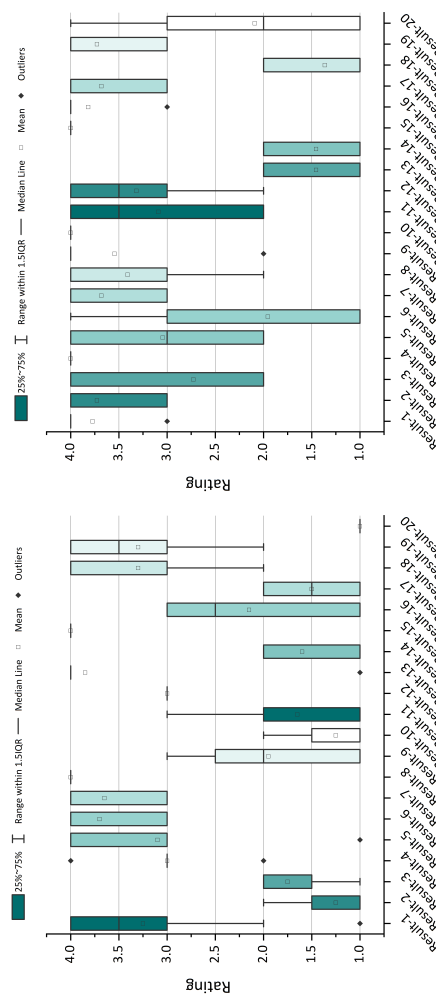 25%~75% Range within 1.5IQR Median Line Mean Outliers
4.0
3.5
3.0
2.5
2.0
1.5
1.0
Rating
Result-1
Result-2
Result-3
Result-4
Result-5
Result-6
Result-7
Result-8
Result-9
Result-10
Result-11
Result-12
Result-13
Result-14
Result-15
Result-16
Result-17
Result-18
Result-19
Result-20
25%~75% Range within 1.5IQR Median Line Mean Outliers
4.0
3.5
3.0
2.5
2.0
1.5
1.0
Rating
Result-1
Result-2
Result-3
Result-4
Result-5
Result-6
Result-7
Result-8
Result-9
Result-10
Result-11
Result-12
Result-13
Result-14
Result-15
Result-16
Result-17
Result-18
Result-19
Result-20